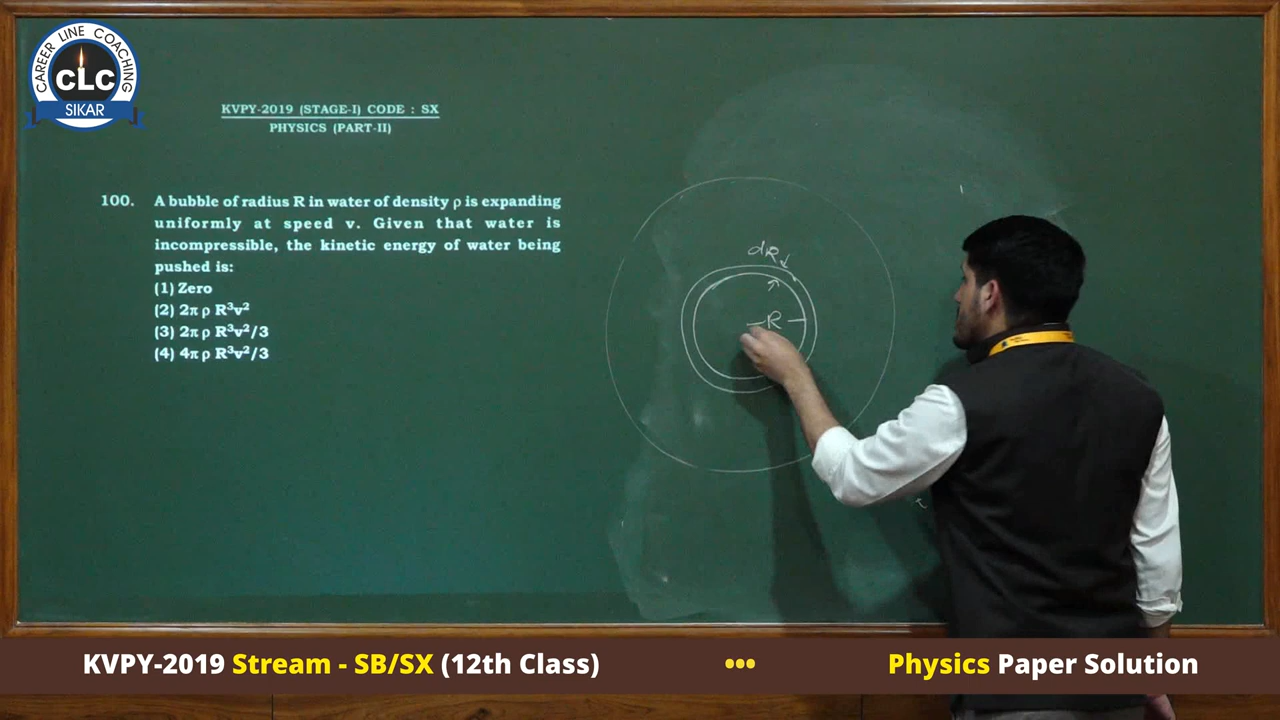 CAREER LINE COACHING
CLC
SIKAR
KVPY-2019 (STAGE-I) CODE : SX
PHYSICS (PART-II)
100. A bubble of radius R in water of density ρ is expanding
uniformly at speed v. Given that water is
incompressible, the kinetic energy of water being
pushed is:
(1) Zero
(2) 2π ρ R³v²
(3) 2π ρ R³v²/3
(4) 4π ρ R³v²/3
dR
R
KVPY-2019 Stream - SB/SX (12th Class) ••• Physics Paper Solution